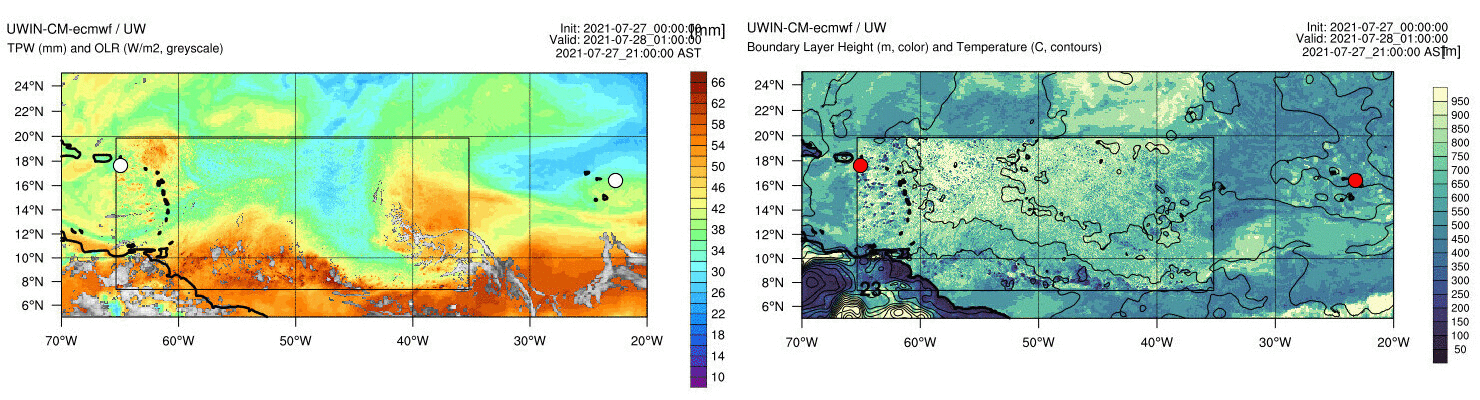 UWIN-CM-ecmwf / UW
Init: 2021-07-27_00:00:00
[mm]
Valid: 2021-07-28_01:00:00
TPW (mm) and OLR (W/m2, greyscale)
2021-07-27_21:00:00 AST
24°N
22°N
20°N
18°N
16°N
14°N
12°N
10°N
8°N
6°N
70°W 60°W 50°W 40°W 30°W 20°W
66
62
58
54
50
46
42
38
34
30
26
22
18
14
10
UWIN-CM-ecmwf / UW
Init: 2021-07-27_00:00:00
Valid: 2021-07-28_01:00:00
Boundary Layer Height (m, color) and Temperature (C, contours)
2021-07-27_21:00:00 AST
[m]
24°N
22°N
20°N
18°N
16°N
14°N
12°N
10°N
8°N
6°N
23
70°W 60°W 50°W 40°W 30°W 20°W
950
900
850
800
750
700
650
600
550
500
450
400
350
300
250
200
150
100
50